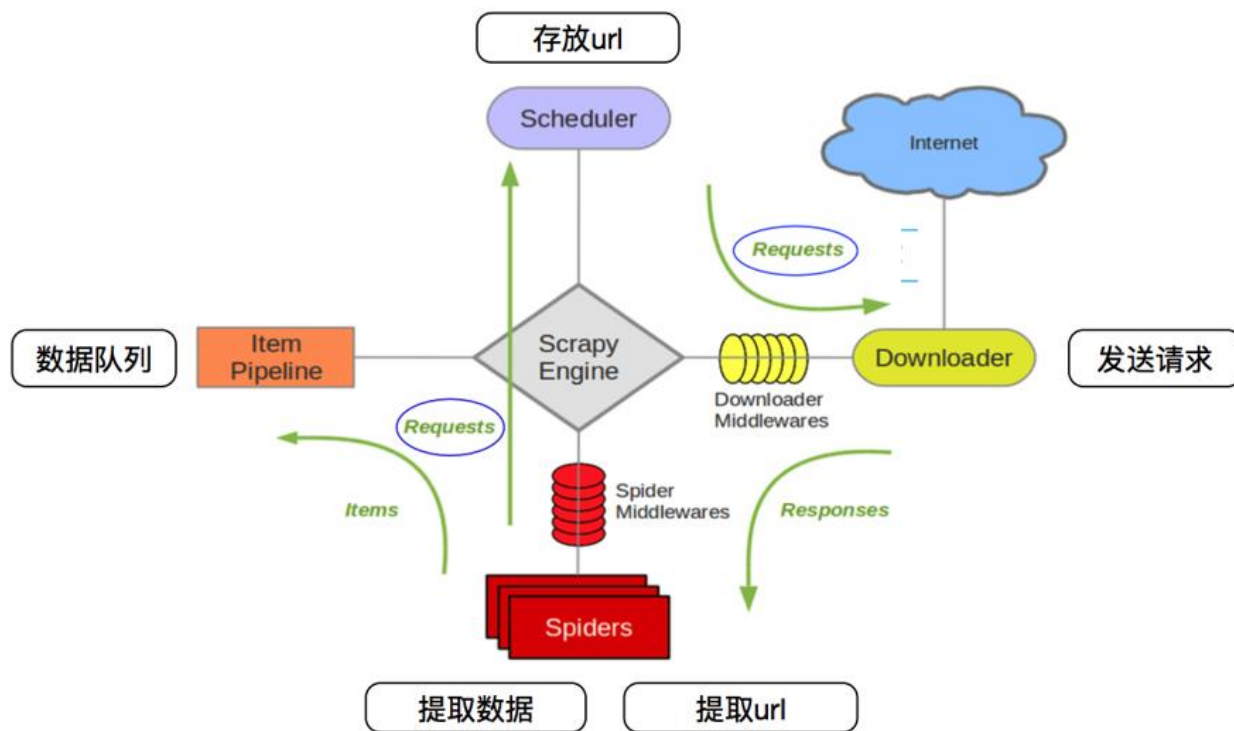 存放url
Scheduler
Internet
Requests
数据队列
Item
Pipeline
Scrapy
Engine
Downloader
发送请求
Downloader
Middlewares
Requests
Items
Spider
Middlewares
Responses
Spiders
提取数据
提取url